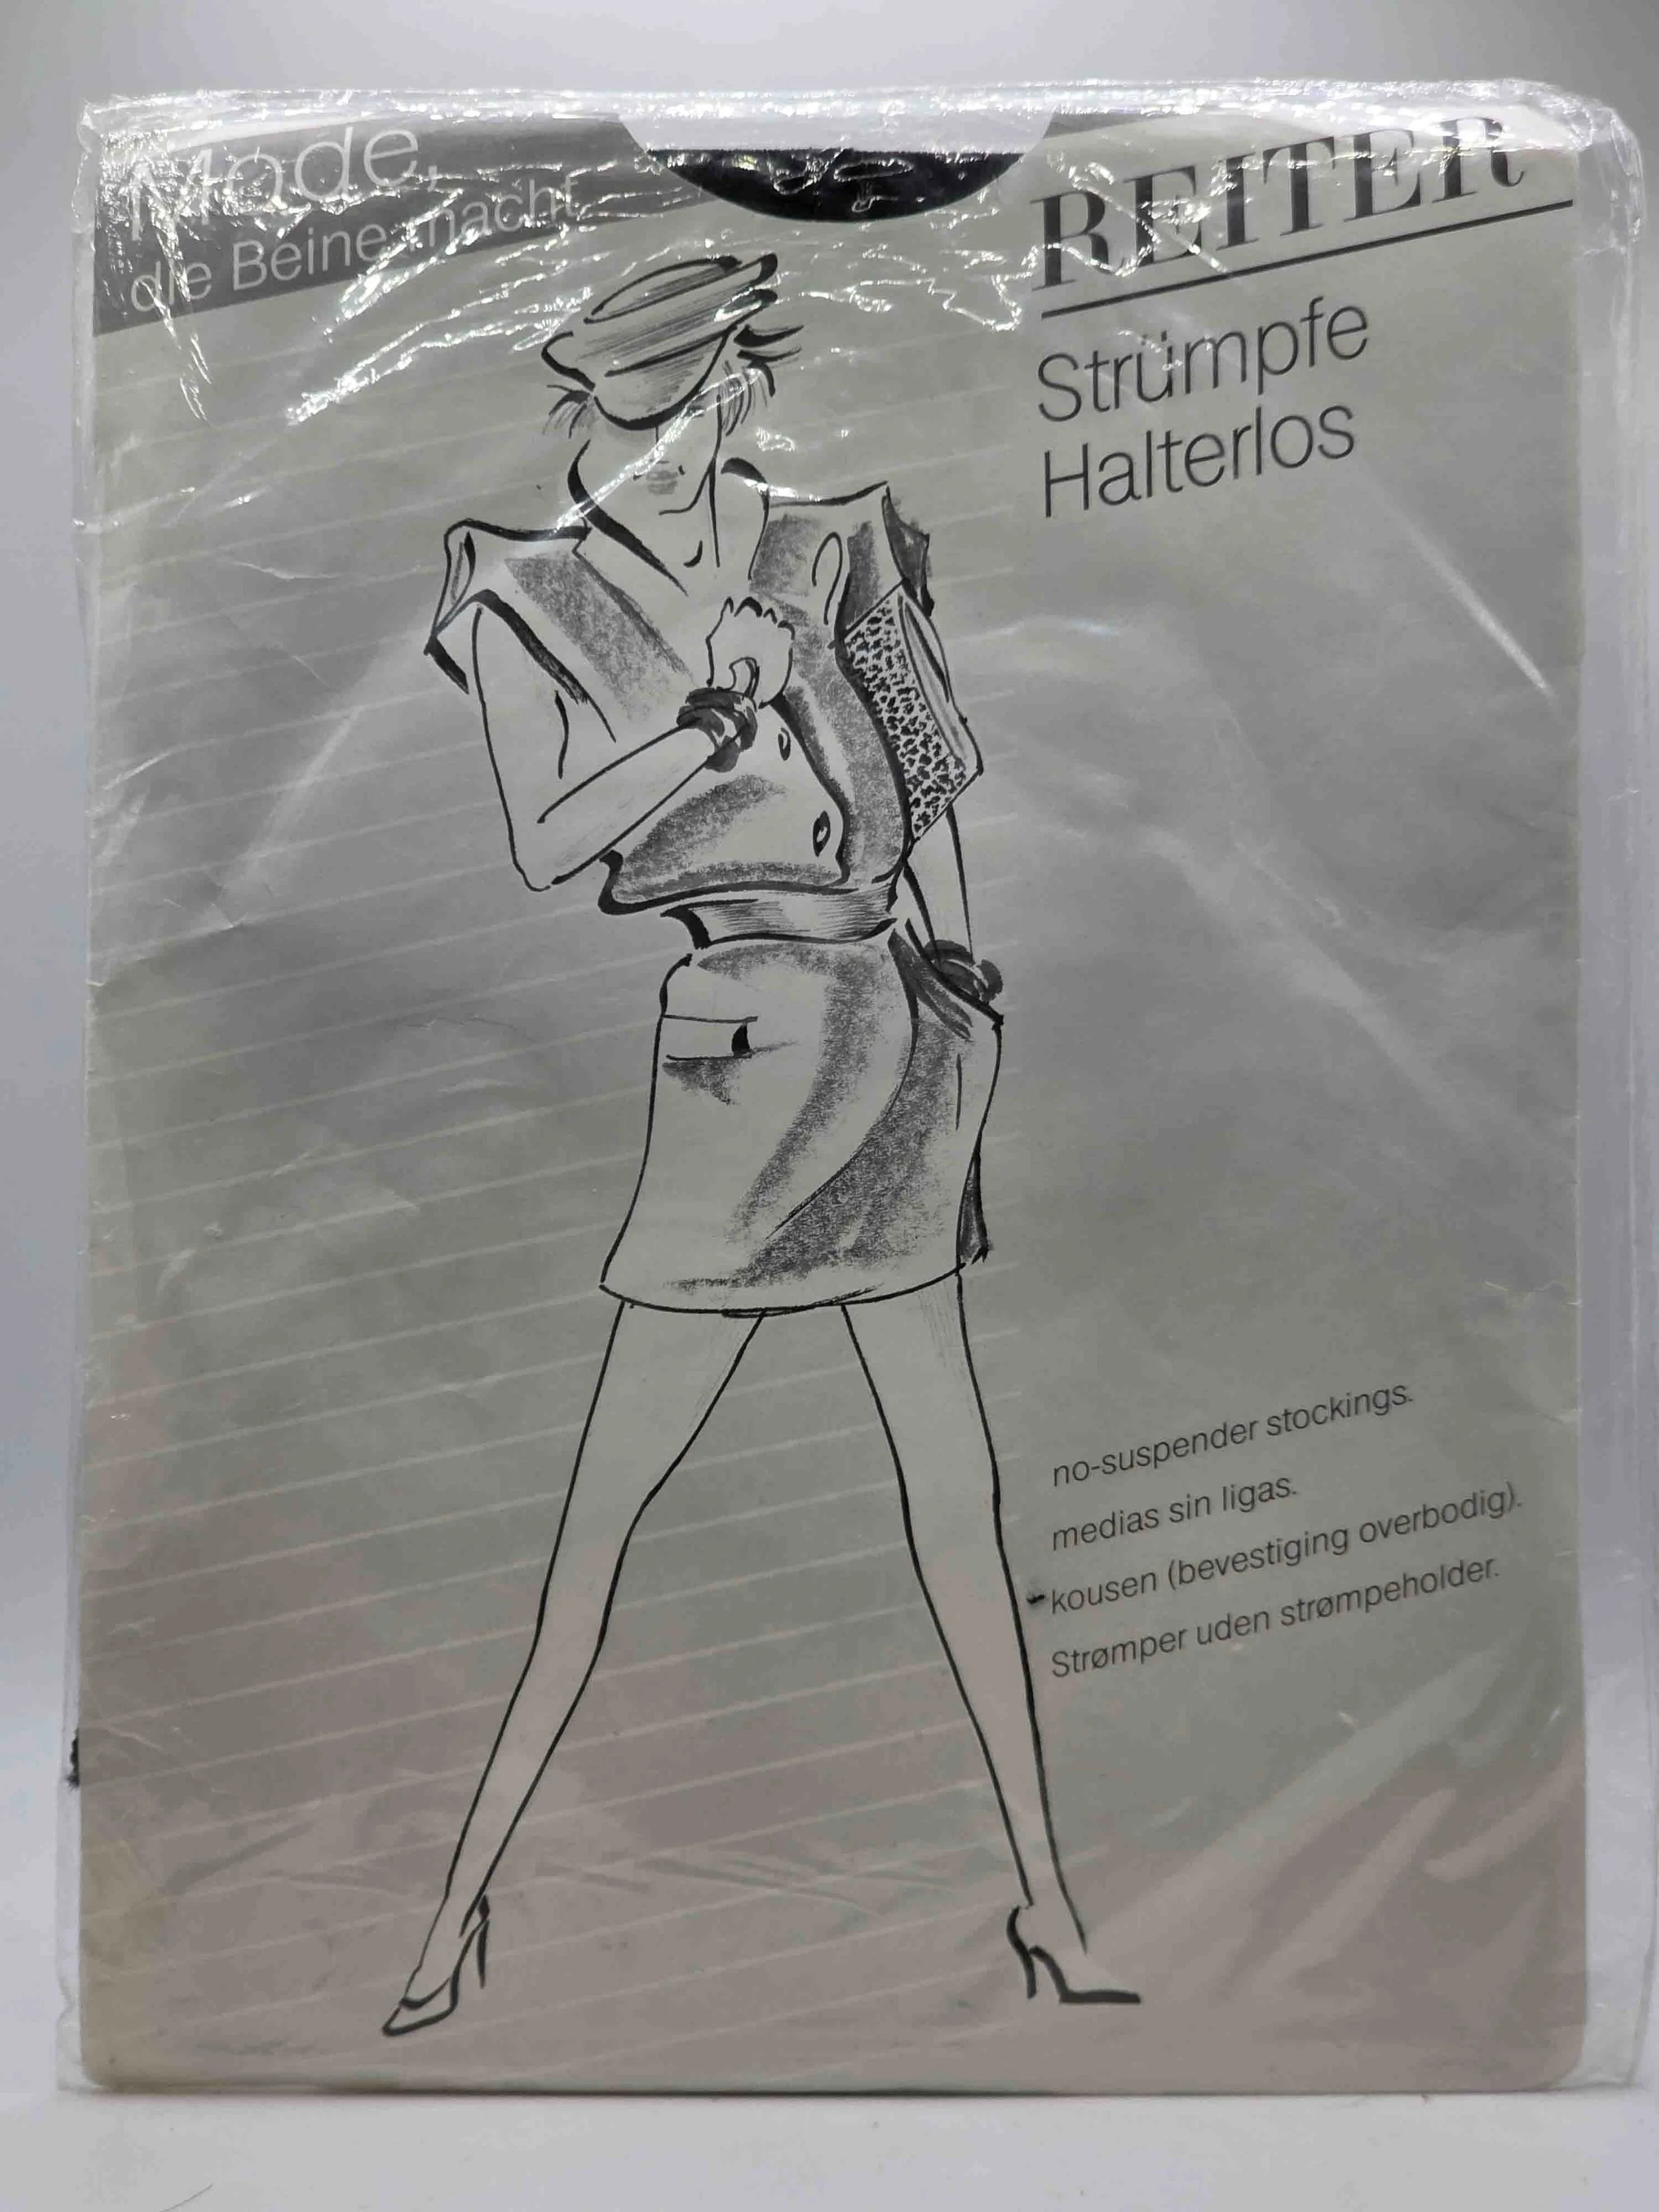 Mode,
die Beine macht
REITER
Strümpfe
Halterlos
no-suspender stockings.
medias sin ligas.
kousen (bevestiging overbodig).
Strømper uden strømpeholder.